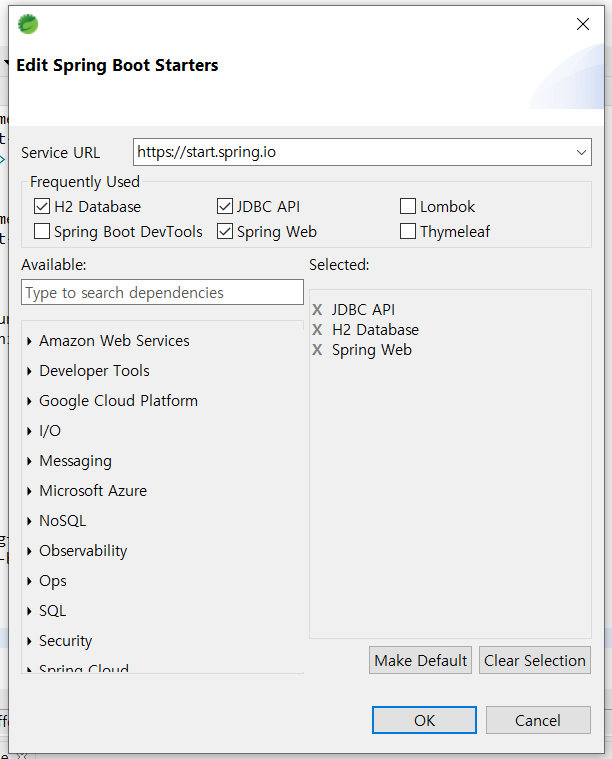 Edit Spring Boot Starters
Service URL https://start.spring.io
Frequently Used
H2 Database JDBC API Lombok
Spring Boot DevTools Spring Web Thymeleaf
Available: Selected:
Type to search dependencies
X JDBC API
X H2 Database
X Spring Web
Amazon Web Services
Developer Tools
Google Cloud Platform
I/O
Messaging
Microsoft Azure
NoSQL
Observability
Ops
SQL
Security
Spring Cloud
Make Default Clear Selection
OK Cancel